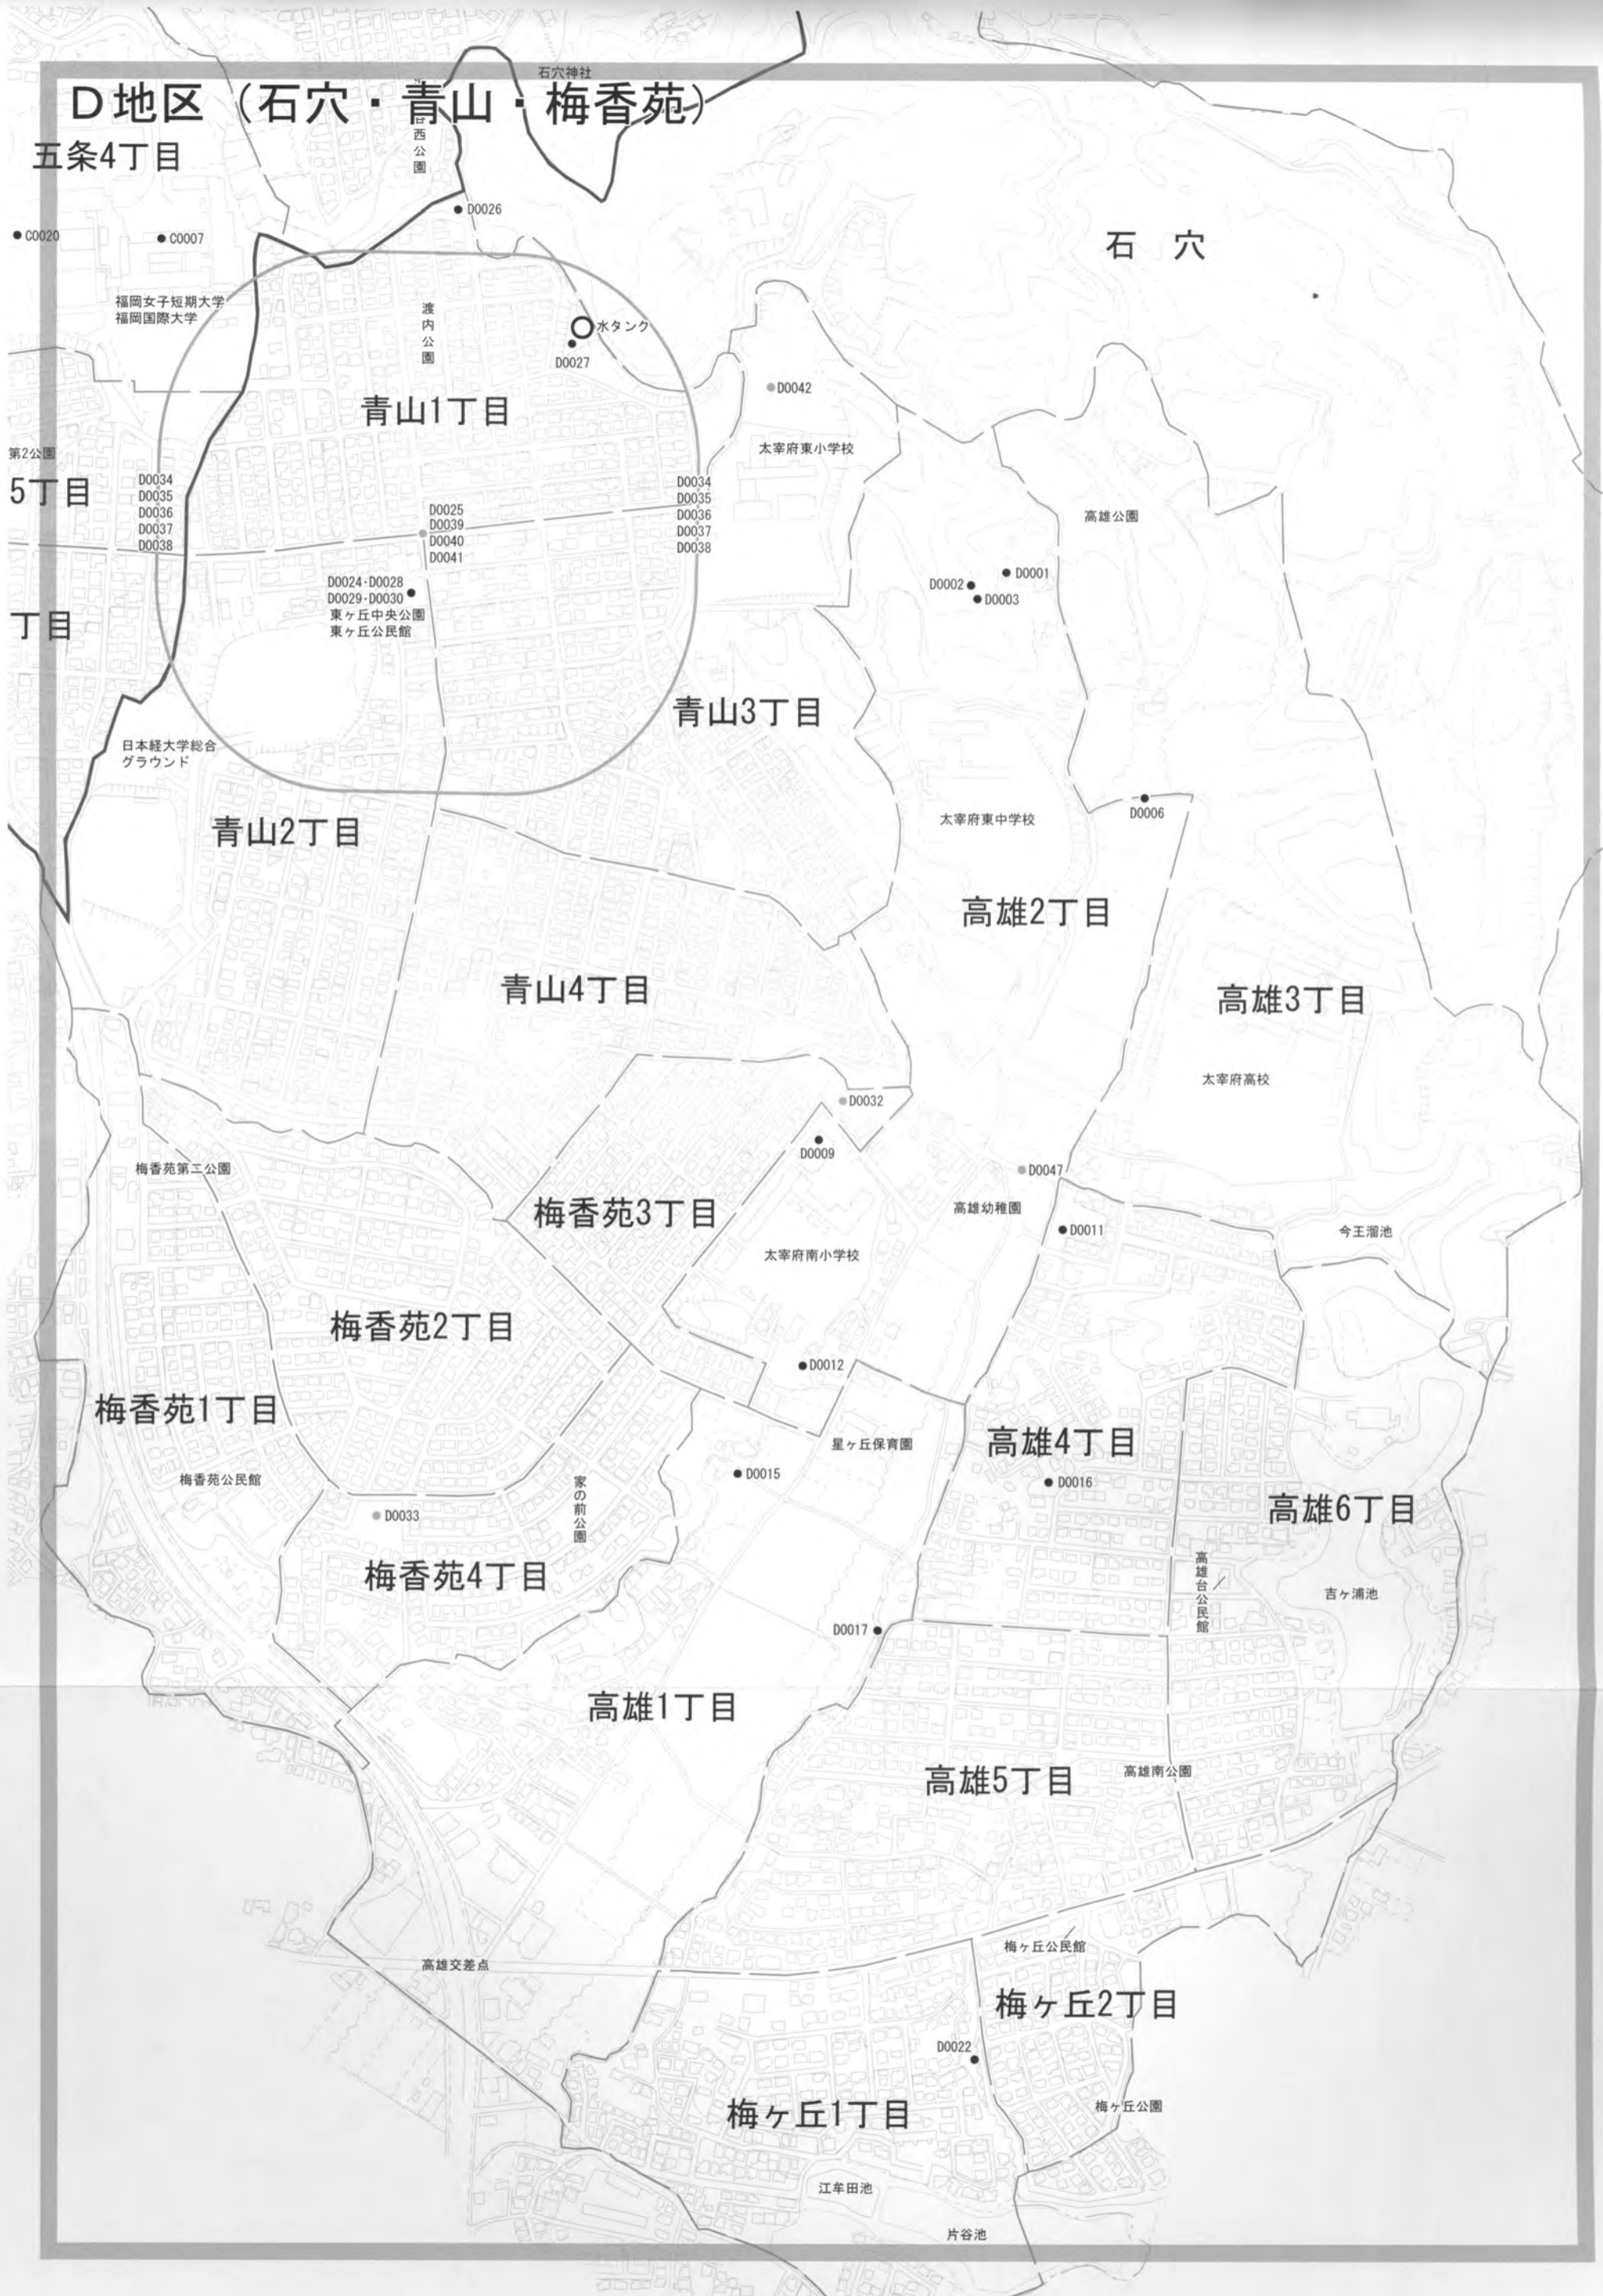 石穴神社
D地区（石穴・青山・梅香苑）
五条4丁目
西公園
D0026
C0020
C0007
石 穴
福岡女子短期大学
福岡国際大学
渡内公園
水タンク
D0027
D0042
青山1丁目
太宰府東小学校
第2公園
5丁目
D0034
D0035
D0036
D0037
D0038
D0025
D0039
D0040
D0041
D0034
D0035
D0036
D0037
D0038
高雄公園
D0024・D0028
D0029・D0030
東ヶ丘中央公園
東ヶ丘公民館
D0001
D0002
D0003
丁目
青山3丁目
日本経大学総合
グラウンド
D0006
太宰府東中学校
青山2丁目
高雄2丁目
青山4丁目
高雄3丁目
太宰府高校
D0032
D0009
梅香苑第二公園
D0047
梅香苑3丁目
高雄幼稚園
D0011
今王溜池
太宰府南小学校
梅香苑2丁目
D0012
梅香苑1丁目
星ヶ丘保育園
高雄4丁目
梅香苑公民館
D0015
D0016
家の前公園
高雄6丁目
D0033
梅香苑4丁目
高雄台公民館
吉ヶ浦池
D0017
高雄1丁目
高雄5丁目
高雄南公園
高雄交差点
梅ヶ丘公民館
梅ヶ丘2丁目
D0022
梅ヶ丘1丁目
梅ヶ丘公園
江牟田池
片谷池